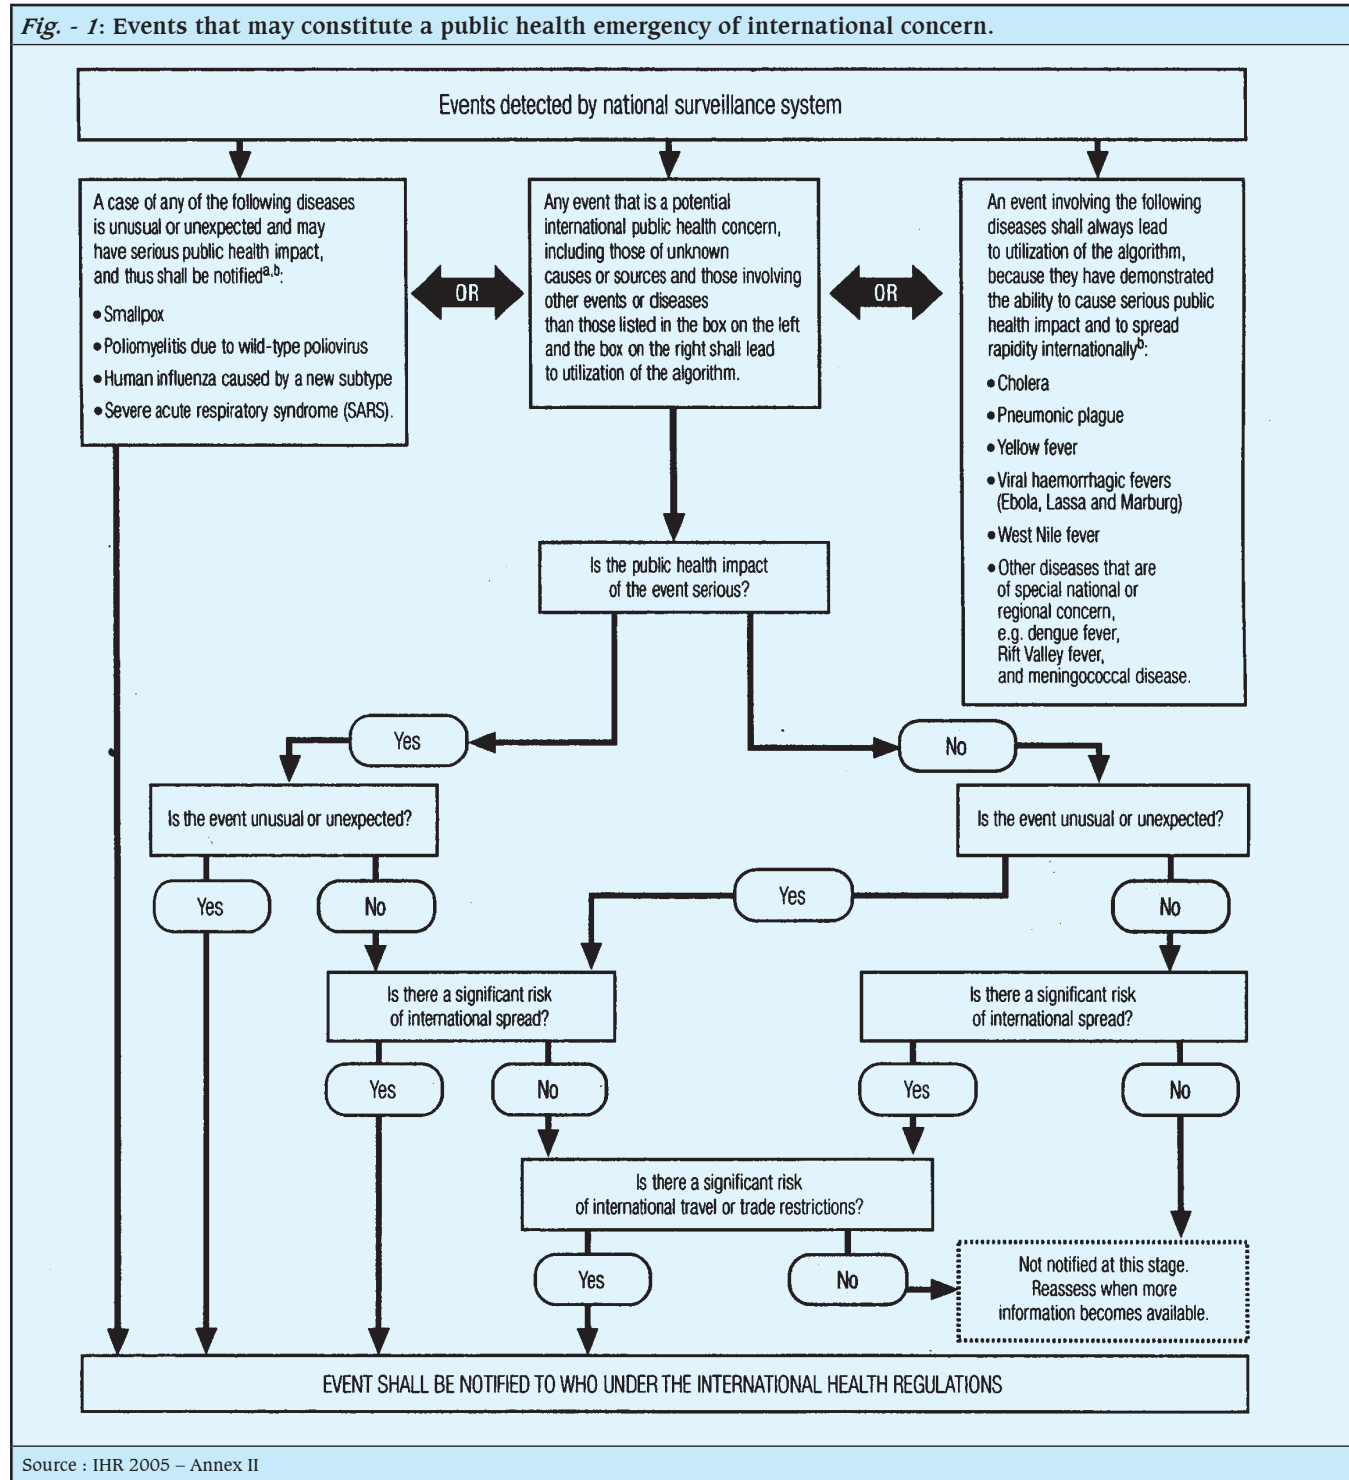 Fig. - 1: Events that may constitute a public health emergency of international concern.
Events detected by national surveillance system
A case of any of the following diseases
is unusual or unexpected and may
have serious public health impact,
and thus shall be notifiedᵃ,ᵇ:
• Smallpox
• Poliomyelitis due to wild-type poliovirus
• Human influenza caused by a new subtype
• Severe acute respiratory syndrome (SARS).
OR
Any event that is a potential
international public health concern,
including those of unknown
causes or sources and those involving
other events or diseases
than those listed in the box on the left
and the box on the right shall lead
to utilization of the algorithm.
OR
An event involving the following
diseases shall always lead
to utilization of the algorithm,
because they have demonstrated
the ability to cause serious public
health impact and to spread
rapidity internationallyᵇ:
• Cholera
• Pneumonic plague
• Yellow fever
• Viral haemorrhagic fevers
(Ebola, Lassa and Marburg)
• West Nile fever
• Other diseases that are
of special national or
regional concern,
e.g. dengue fever,
Rift Valley fever,
and meningococcal disease.
Is the public health impact
of the event serious?
Yes
No
Is the event unusual or unexpected?
Is the event unusual or unexpected?
Yes
No
Yes
No
Is there a significant risk
of international spread?
Is there a significant risk
of international spread?
Yes
No
Yes
No
Is there a significant risk
of international travel or trade restrictions?
Yes
No
Not notified at this stage.
Reassess when more
information becomes available.
EVENT SHALL BE NOTIFIED TO WHO UNDER THE INTERNATIONAL HEALTH REGULATIONS
Source : IHR 2005 – Annex II